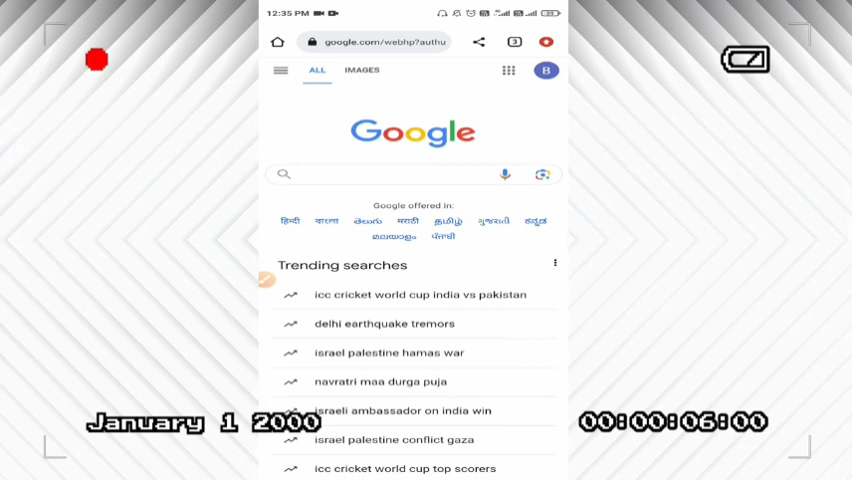 12:35 PM
google.com/webhp?authu
3
ALL IMAGES
B
Google
Google offered in:
हिन्दी বাংলা తెలుగు मराठी தமிழ் ગુજરાતી ಕನ್ನಡ
മലയാളം ਪੰਜਾਬੀ
Trending searches
icc cricket world cup india vs pakistan
delhi earthquake tremors
israel palestine hamas war
navratri maa durga puja
israeli ambassador on india win
israel palestine conflict gaza
icc cricket world cup top scorers
January 1 2000
00:00:06:00